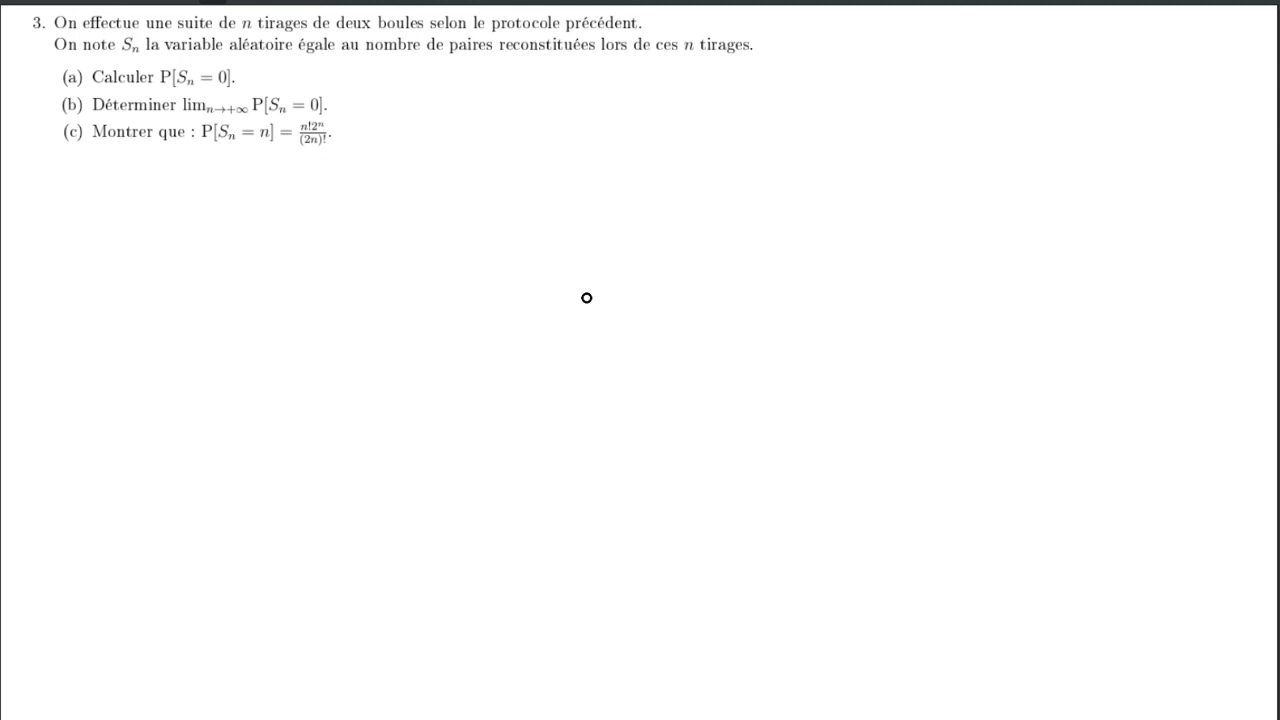 3. On effectue une suite de n tirages de deux boules selon le protocole précédent.
On note Sₙ la variable aléatoire égale au nombre de paires reconstituées lors de ces n tirages.
(a) Calculer P[Sₙ = 0].
(b) Déterminer limₙ→₊∞ P[Sₙ = 0].
(c) Montrer que : P[Sₙ = n] = n!2ⁿ/(2n)!.